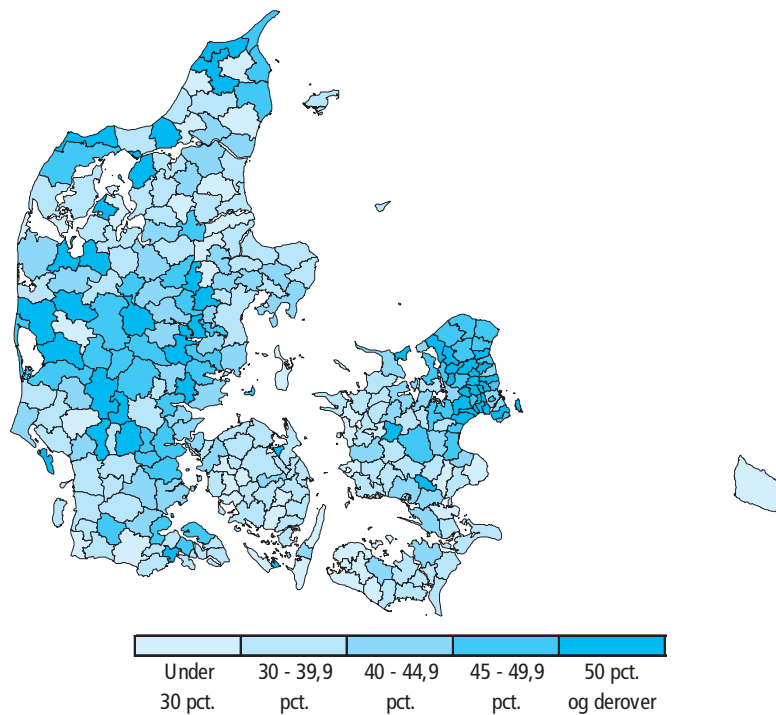 Under 30 - 39,9 40 - 44,9 45 - 49,9 50 pct.
30 pct. pct. pct. pct. og derover